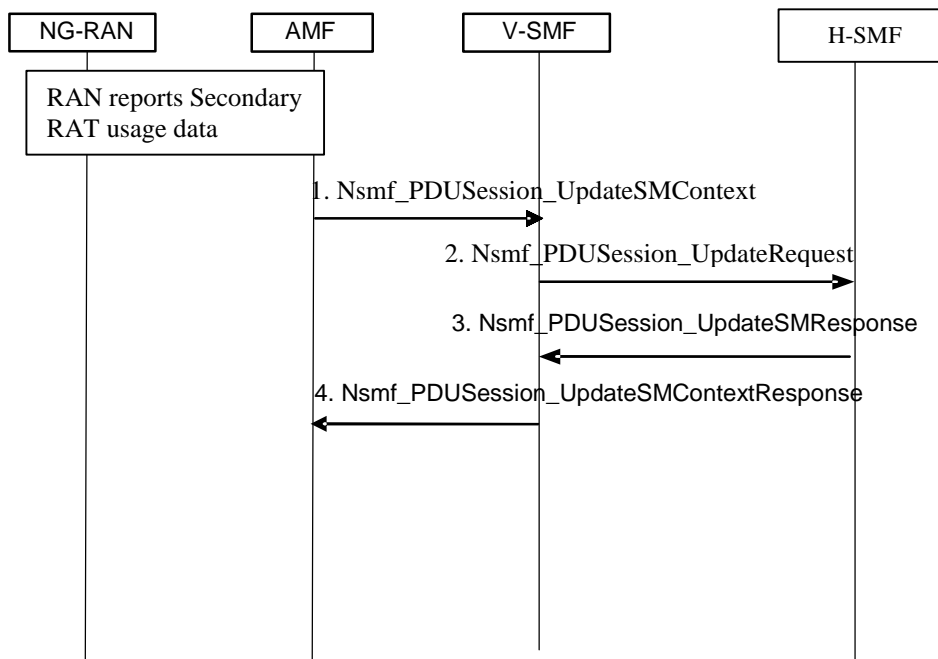 NG-RAN
AMF
V-SMF
H-SMF
RAN reports Secondary
RAT usage data
1. Nsmf_PDUSession_UpdateSMContext
2. Nsmf_PDUSession_UpdateRequest
3. Nsmf_PDUSession_UpdateSMResponse
4. Nsmf_PDUSession_UpdateSMContextResponse